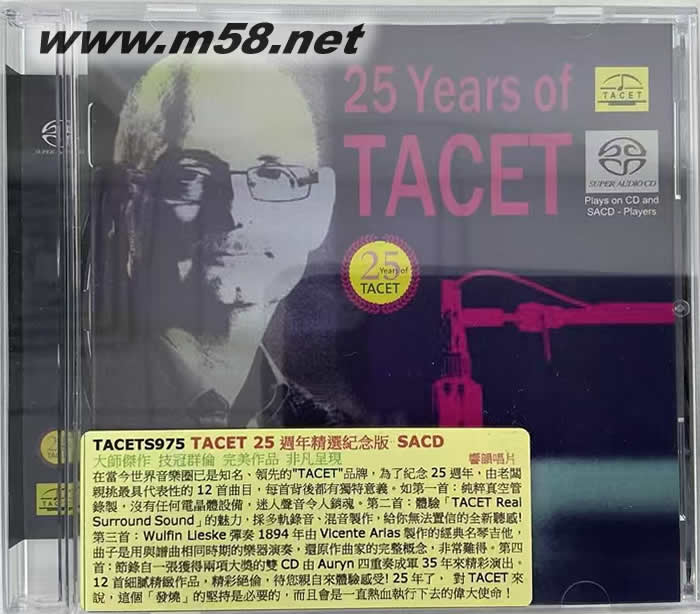 www.m58.net
25 Years of
TACET
TACET
SUPER AUDIO CD
Plays on CD and
SACD - Players
SUPER AUDIO CD
25
Years of
TACET
TACETS975 TACET 25 週年精選紀念版 SACD
大師傑作 技冠群倫 完美作品 非凡呈現 響韻唱片
在當今世界音樂圈已是知名、領先的"TACET"品牌，為了紀念 25 週年，由老闆
親挑最具代表性的 12 首曲目，每首背後都有獨特意義。如第一首：純粹真空管
錄製，沒有任何電晶體設備，迷人聲音令人銷魂。第二首：體驗「TACET Real
Surround Sound」的魅力，採多軌錄音、混音製作，給你無法置信的全新聽感!
第三首：Wulfin Lieske 彈奏 1894 年由 Vicente Arias 製作的經典名琴吉他，
曲子是用與譜曲相同時期的樂器演奏，還原作曲家的完整概念，非常難得。第四
首：節錄自一張獲得兩項大獎的雙 CD 由 Auryn 四重奏成軍 35 年來精彩演出。
12 首細膩精緻作品，精彩絕倫，待您親自來體驗感受! 25 年了， 對 TACET 來
說，這個「發燒」的堅持是必要的，而且會是一直熱血執行下去的偉大使命！